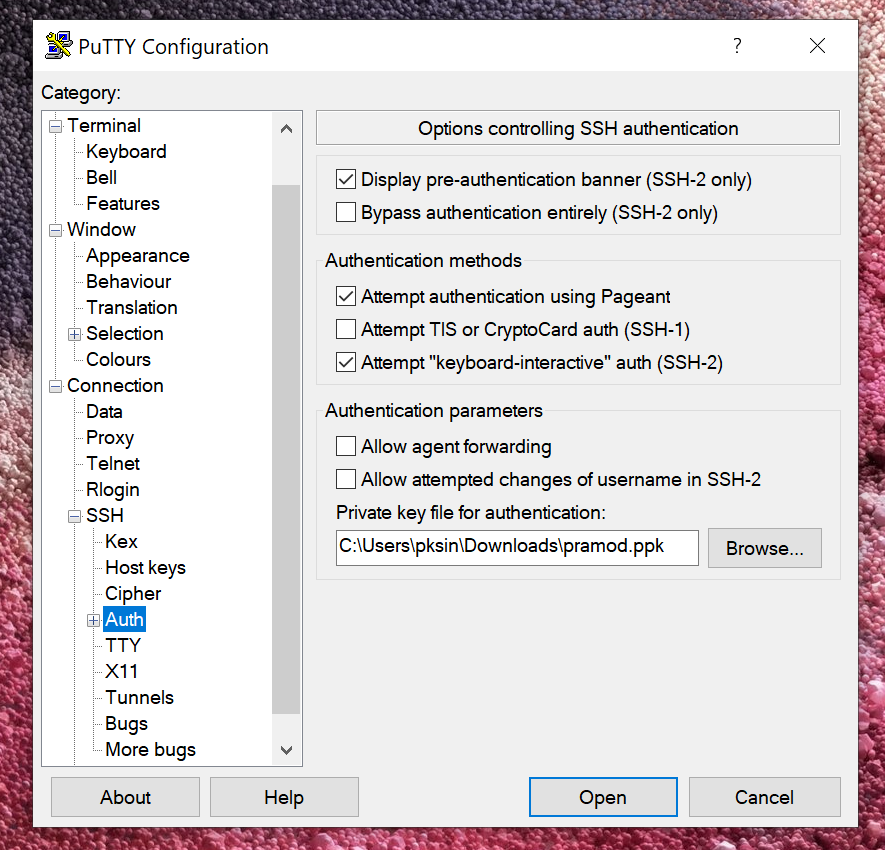 PuTTY Configuration
?
Category:
Terminal
Keyboard
Bell
Features
Window
Appearance
Behaviour
Translation
Selection
Colours
Connection
Data
Proxy
Telnet
Rlogin
SSH
Kex
Host keys
Cipher
Auth
TTY
X11
Tunnels
Bugs
More bugs
Options controlling SSH authentication
Display pre-authentication banner (SSH-2 only)
Bypass authentication entirely (SSH-2 only)
Authentication methods
Attempt authentication using Pageant
Attempt TIS or CryptoCard auth (SSH-1)
Attempt "keyboard-interactive" auth (SSH-2)
Authentication parameters
Allow agent forwarding
Allow attempted changes of username in SSH-2
Private key file for authentication:
C:\Users\pksin\Downloads\pramod.ppk
Browse...
About
Help
Open
Cancel